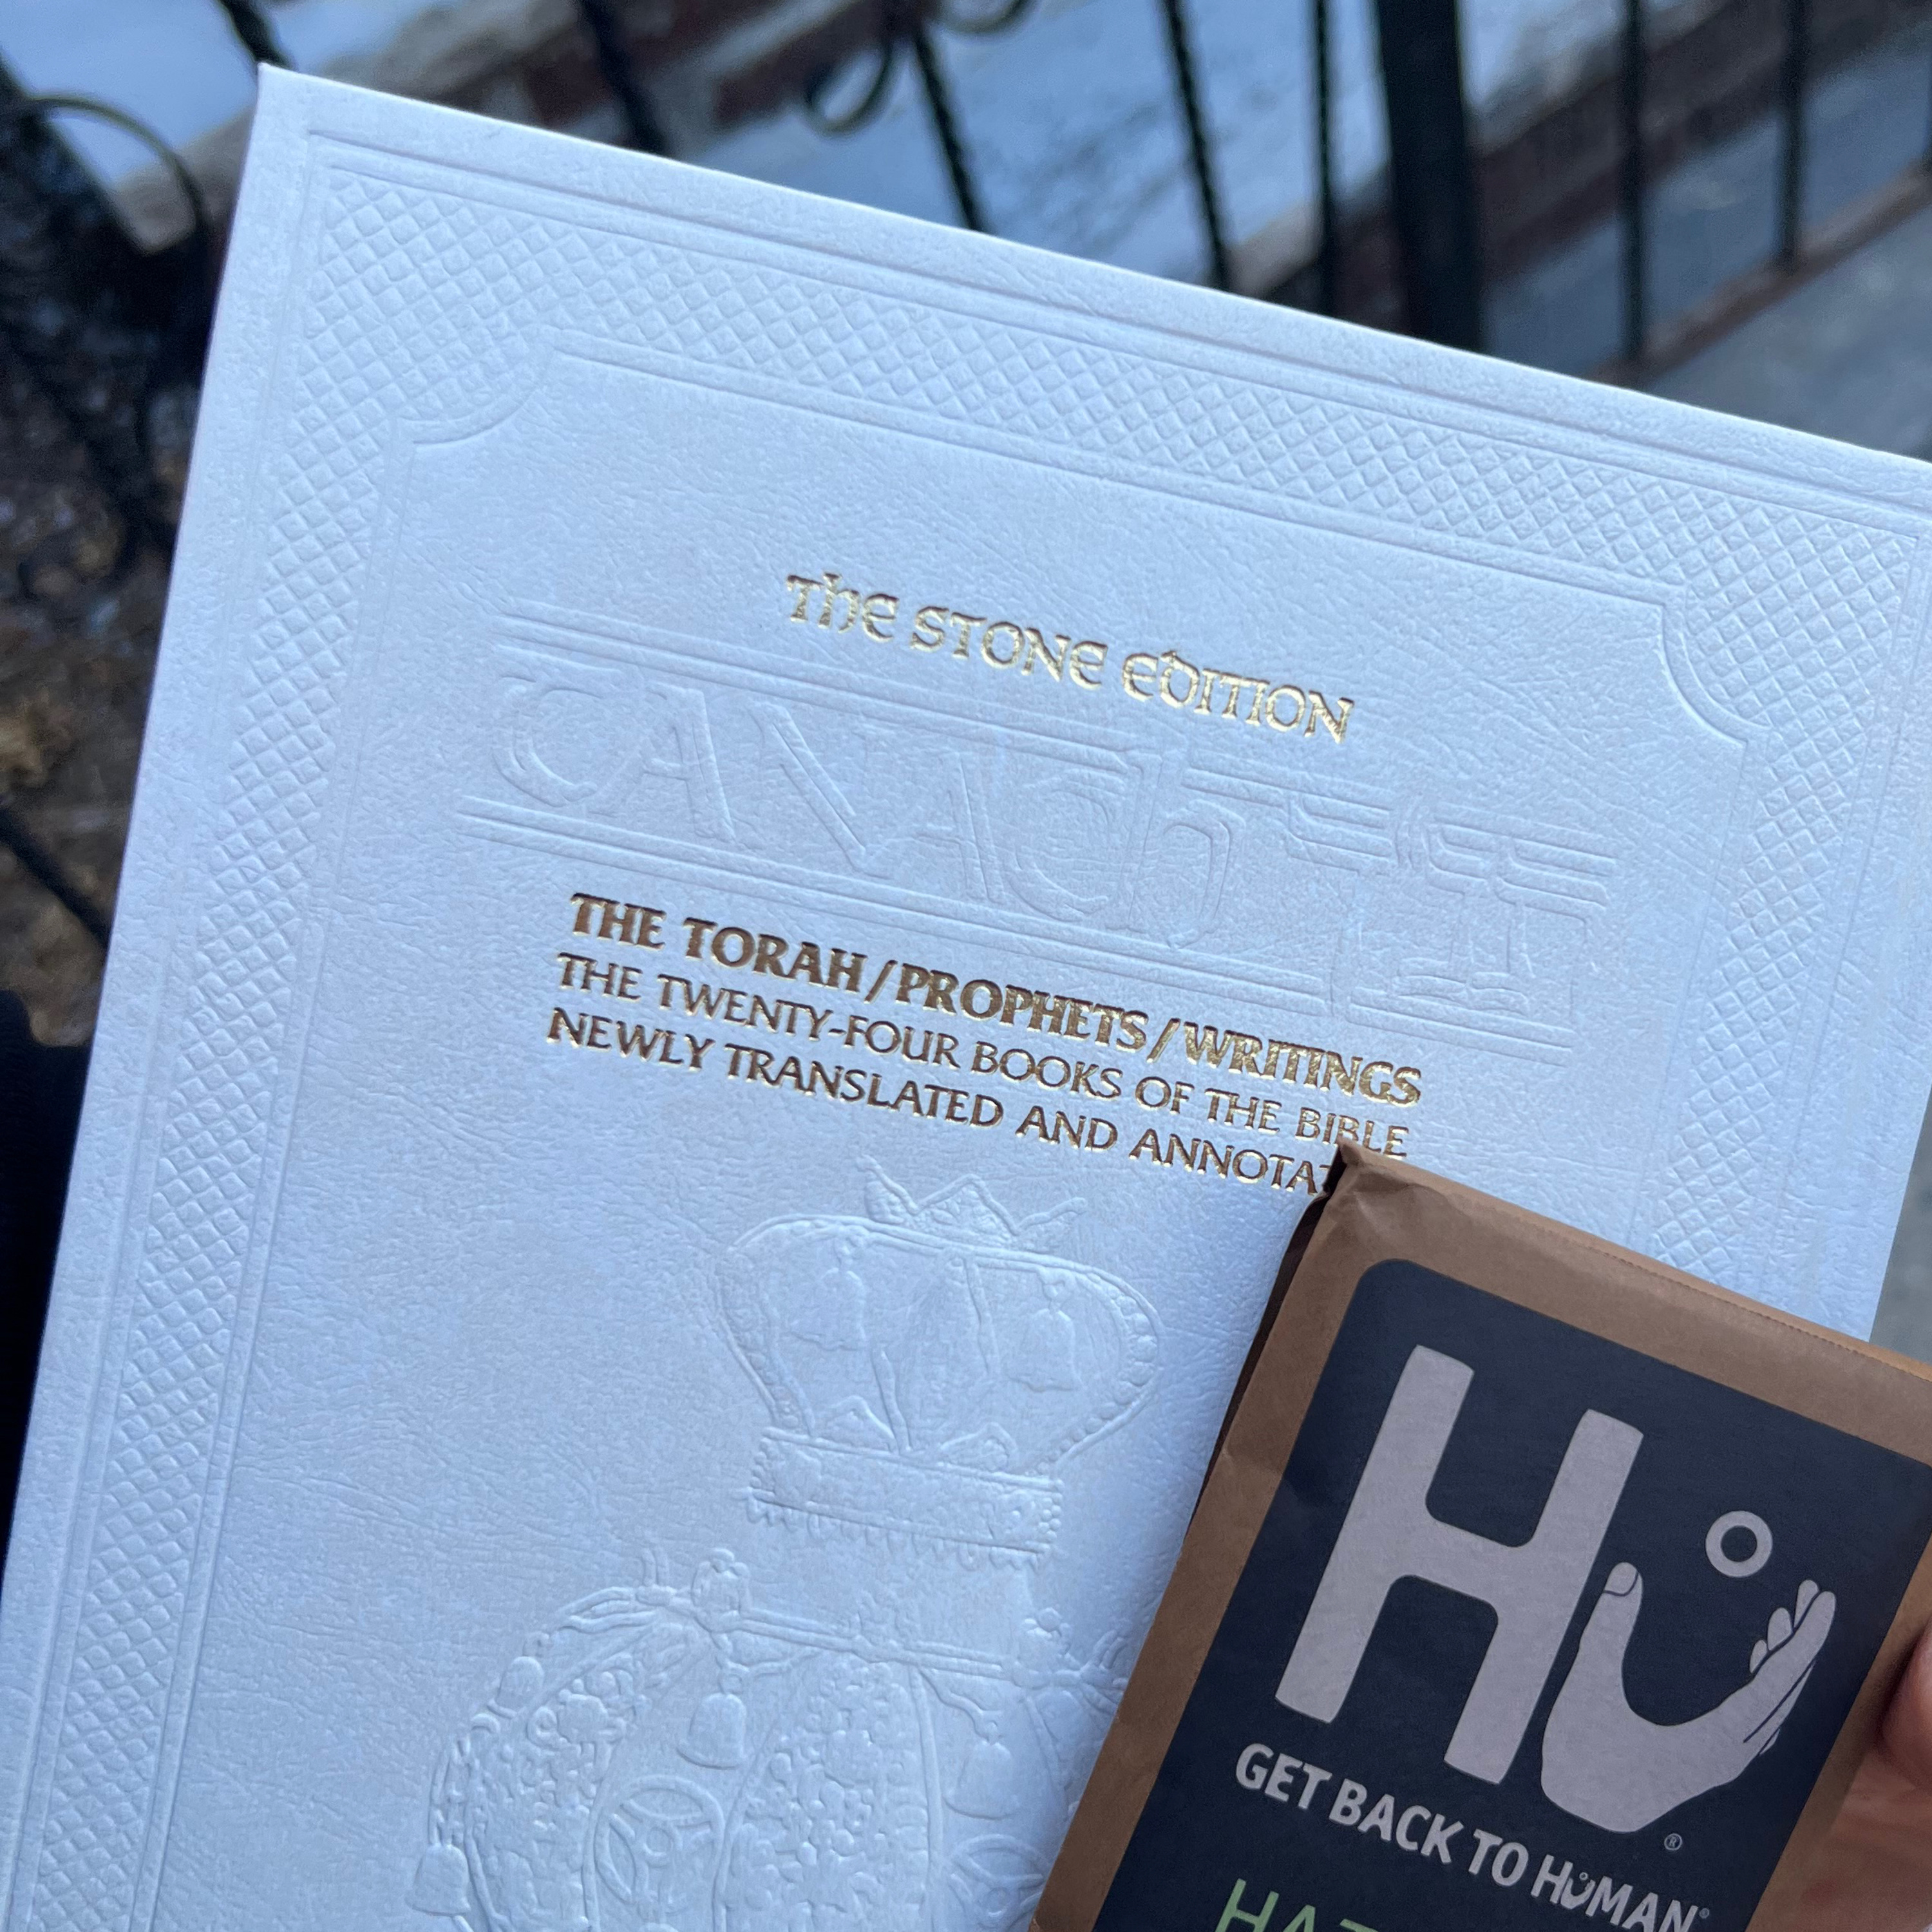 The STONE EDITION
TANACh תנ"ך
THE TORAH/PROPHETS/WRITINGS
THE TWENTY-FOUR BOOKS OF THE BIBLE
NEWLY TRANSLATED AND
Hu
®
GET BACK TO HUMAN®